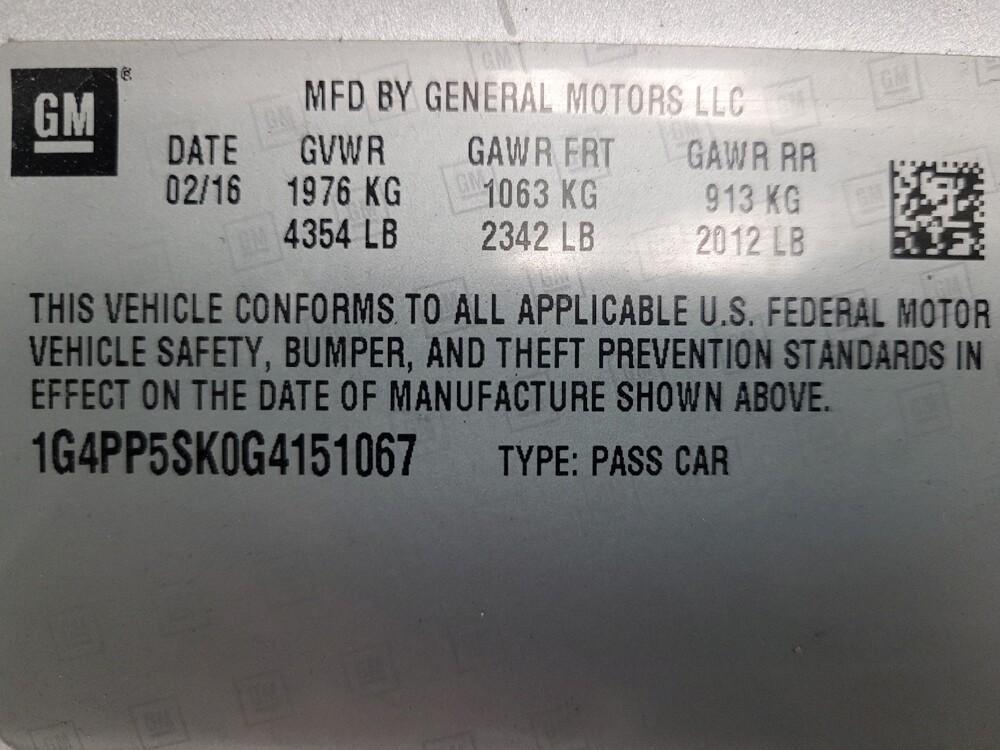 GM®
MFD BY GENERAL MOTORS LLC
DATE GVWR GAWR FRT GAWR RR
02/16 1976 KG 1063 KG 913 KG
4354 LB 2342 LB 2012 LB
THIS VEHICLE CONFORMS TO ALL APPLICABLE U.S. FEDERAL MOTOR
VEHICLE SAFETY, BUMPER, AND THEFT PREVENTION STANDARDS IN
EFFECT ON THE DATE OF MANUFACTURE SHOWN ABOVE.
1G4PP5SK0G4151067 TYPE: PASS CAR